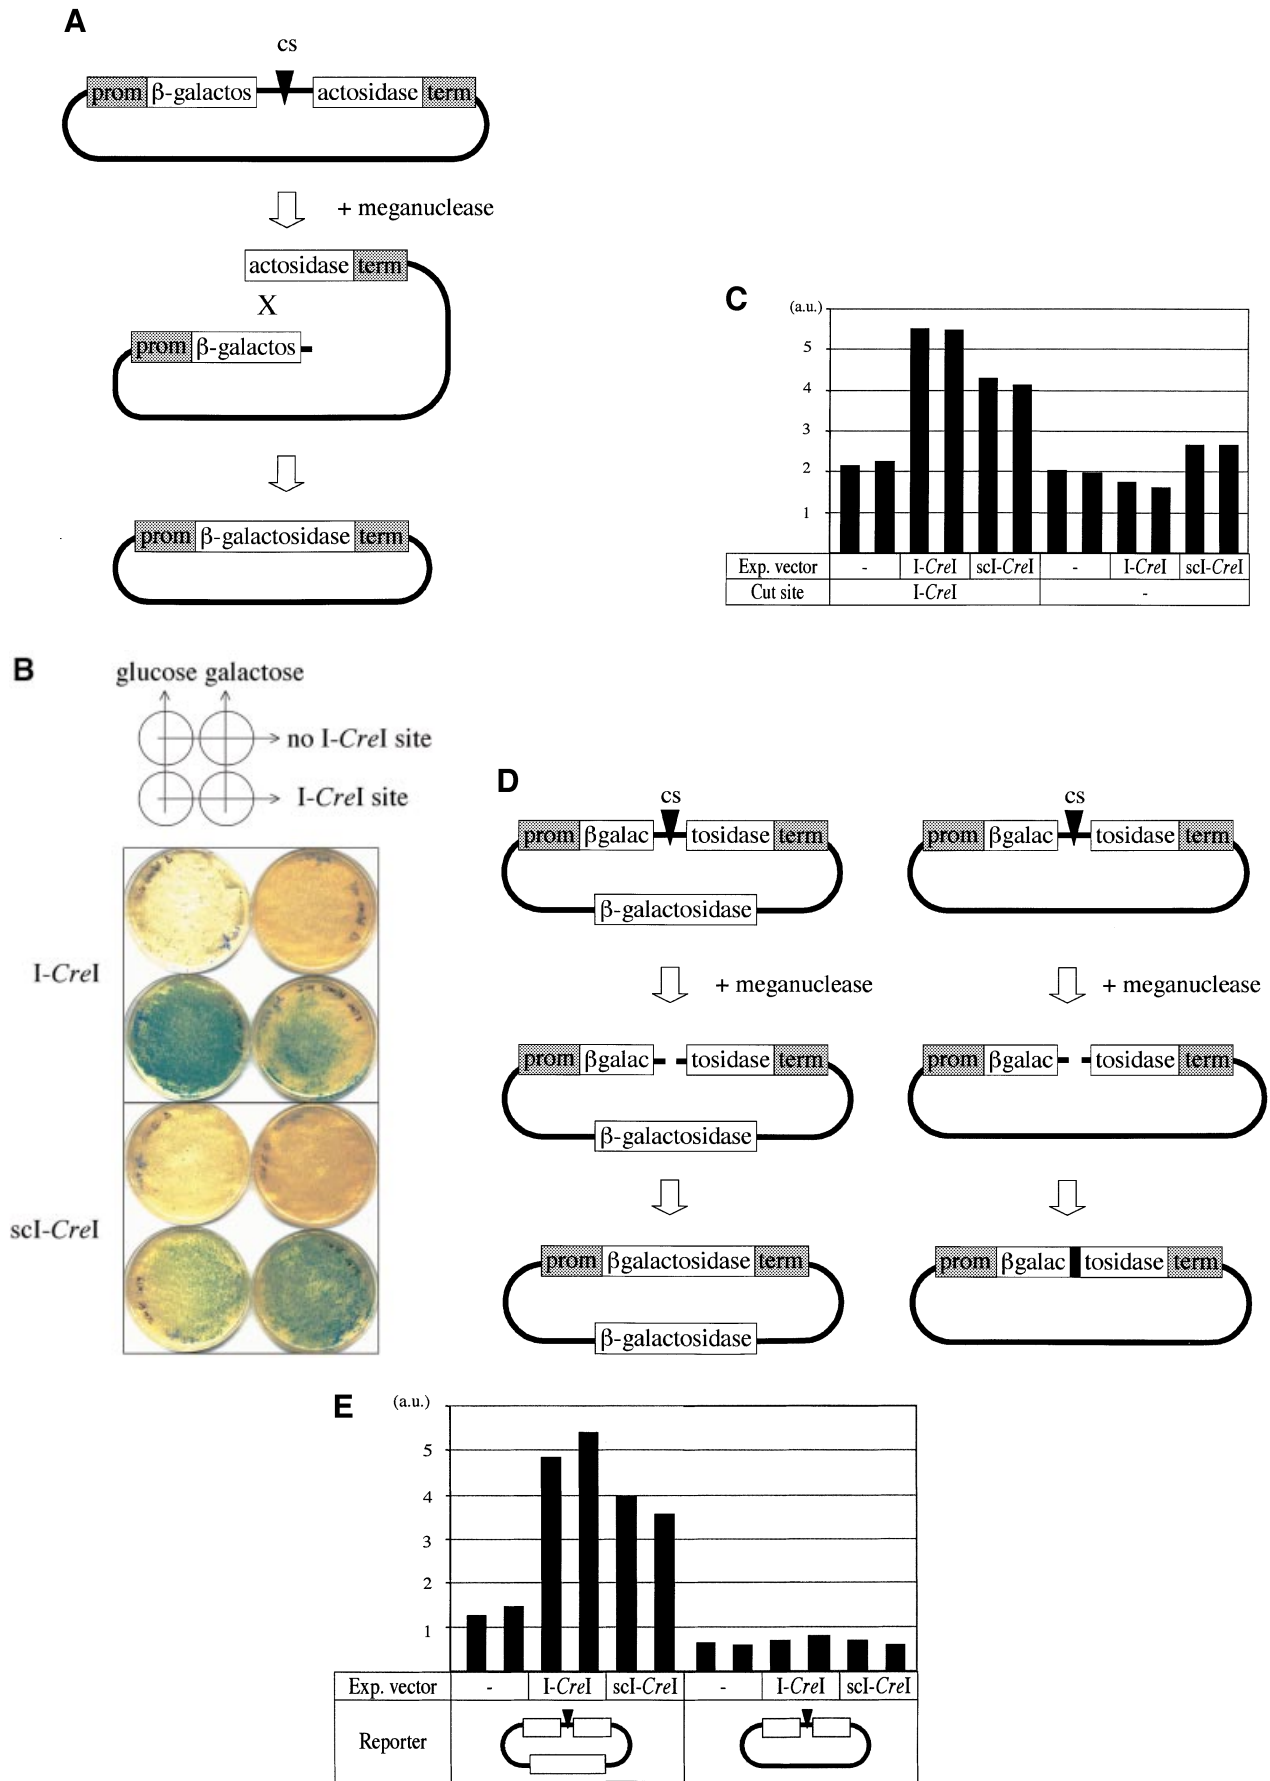 A
cs
prom β-galactos actosidase term
+ meganuclease
actosidase term
X
prom β-galactos
prom β-galactosidase term
B
glucose galactose
no I-CreI site
I-CreI site
I-CreI
scI-CreI
C
(a.u.)
5
4
3
2
1
Exp. vector - I-CreI scI-CreI - I-CreI scI-CreI
Cut site I-CreI -
D
cs cs
prom βgalac tosidase term prom βgalac tosidase term
β-galactosidase
+ meganuclease + meganuclease
prom βgalac tosidase term prom βgalac tosidase term
β-galactosidase
prom βgalactosidase term prom βgalac tosidase term
β-galactosidase
E
(a.u.)
5
4
3
2
1
Exp. vector - I-CreI scI-CreI - I-CreI scI-CreI
Reporter